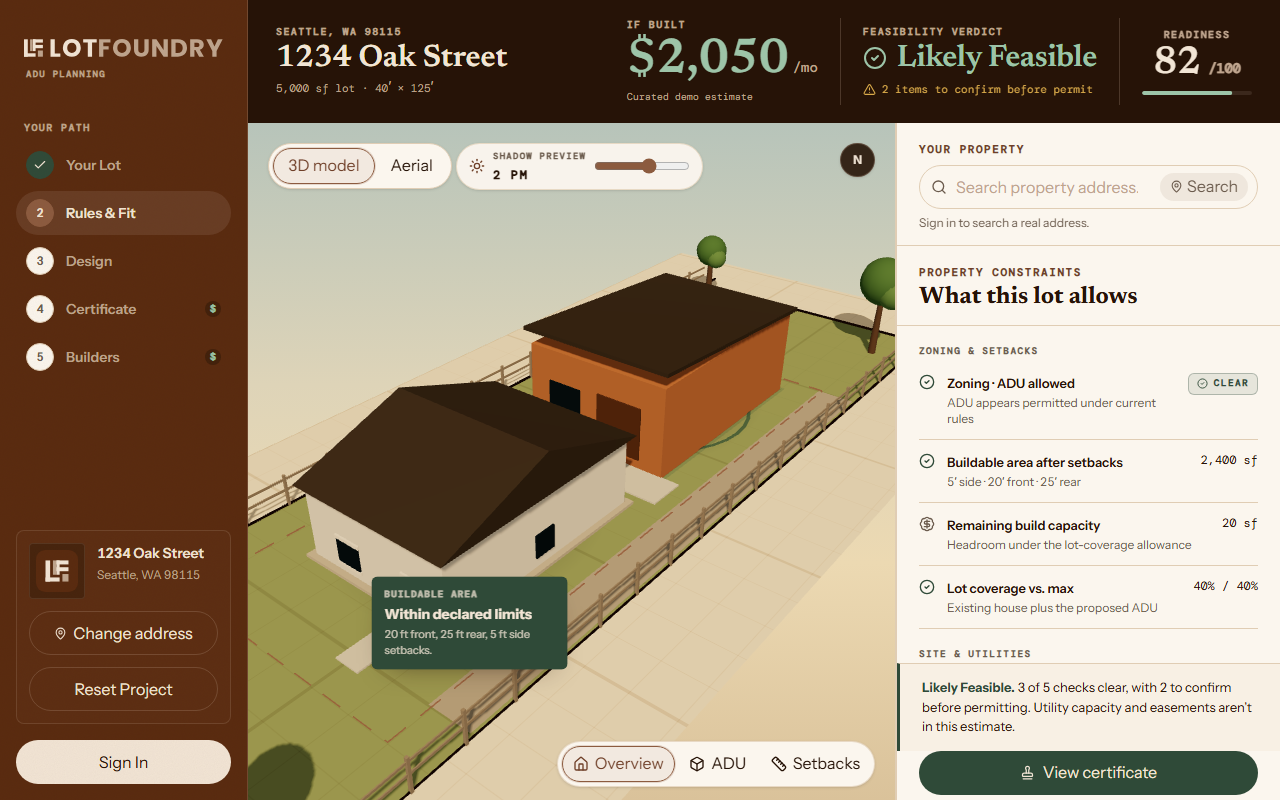 LOTFOUNDRY
ADU PLANNING
YOUR PATH
Your Lot
2 Rules & Fit
3 Design
4 Certificate $
5 Builders $
1234 Oak Street
Seattle, WA 98115
Change address
Reset Project
Sign In
SEATTLE, WA 98115
1234 Oak Street
5,000 sf lot · 40′ × 125′
IF BUILT
$2,050 /mo
Curated demo estimate
FEASIBILITY VERDICT
Likely Feasible
2 items to confirm before permit
READINESS
82 /100
3D model Aerial
SHADOW PREVIEW
2 PM
N
BUILDABLE AREA
Within declared limits
20 ft front, 25 ft rear, 5 ft side
setbacks.
Overview ADU Setbacks
YOUR PROPERTY
Search property address. Search
Sign in to search a real address.
PROPERTY CONSTRAINTS
What this lot allows
ZONING & SETBACKS
Zoning · ADU allowed CLEAR
ADU appears permitted under current
rules
Buildable area after setbacks 2,400 sf
5′ side · 20′ front · 25′ rear
Remaining build capacity 20 sf
Headroom under the lot-coverage allowance
Lot coverage vs. max 40% / 40%
Existing house plus the proposed ADU
SITE & UTILITIES
Likely Feasible. 3 of 5 checks clear, with 2 to confirm
before permitting. Utility capacity and easements aren't
in this estimate.
View certificate